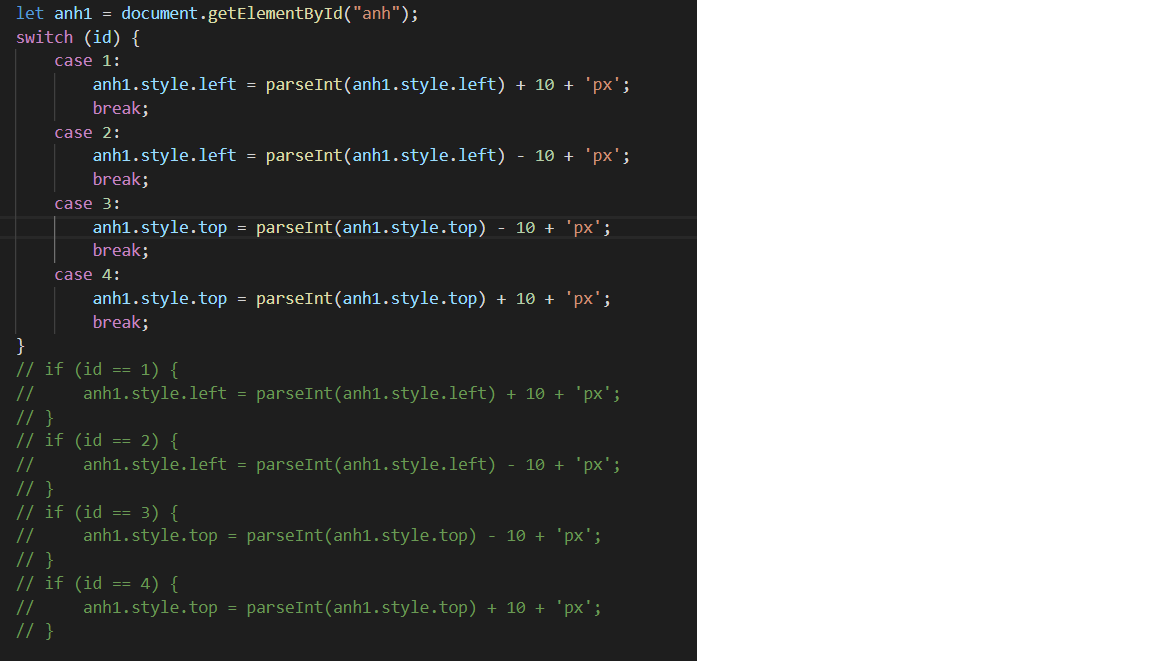 let anh1 = document.getElementById("anh");
switch (id) {
    case 1:
        anh1.style.left = parseInt(anh1.style.left) + 10 + 'px';
        break;
    case 2:
        anh1.style.left = parseInt(anh1.style.left) - 10 + 'px';
        break;
    case 3:
        anh1.style.top = parseInt(anh1.style.top) - 10 + 'px';
        break;
    case 4:
        anh1.style.top = parseInt(anh1.style.top) + 10 + 'px';
        break;
}
// if (id == 1) {
//     anh1.style.left = parseInt(anh1.style.left) + 10 + 'px';
// }
// if (id == 2) {
//     anh1.style.left = parseInt(anh1.style.left) - 10 + 'px';
// }
// if (id == 3) {
//     anh1.style.top = parseInt(anh1.style.top) - 10 + 'px';
// }
// if (id == 4) {
//     anh1.style.top = parseInt(anh1.style.top) + 10 + 'px';
// }